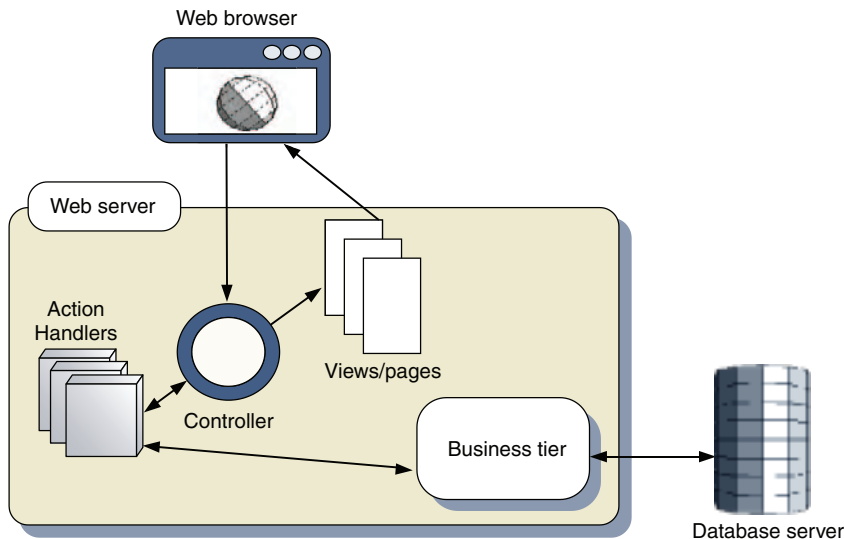 Web browser
Web server
Action
Handlers
Controller
Views/pages
Business tier
Database server